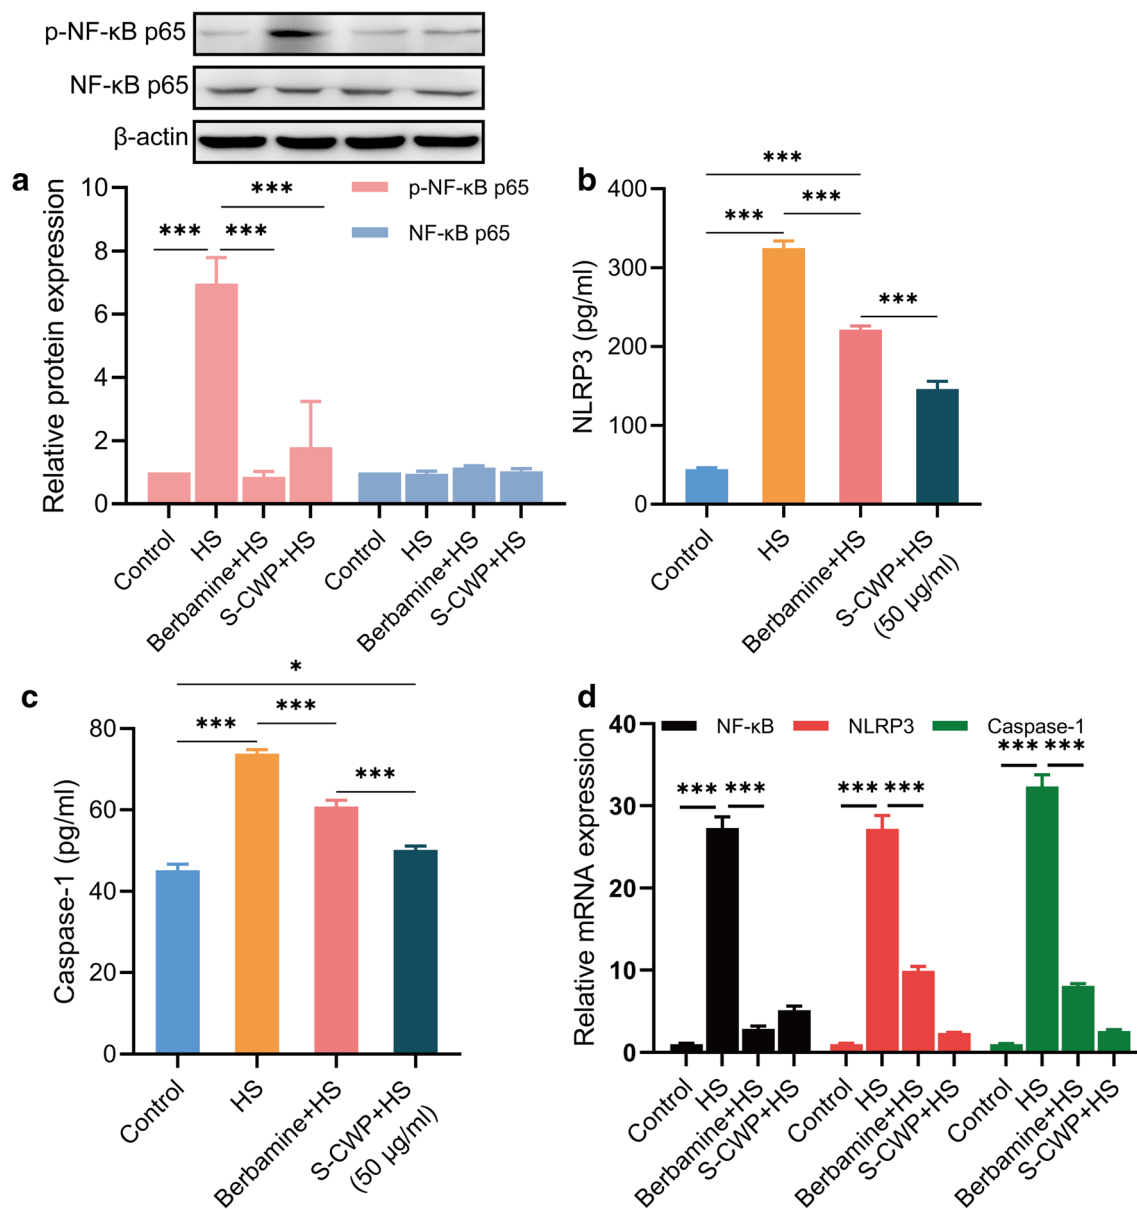 p-NF-κB p65
NF-κB p65
β-actin
a
Relative protein expression
10
8
6
4
2
0
***
***
***
p-NF-κB p65
NF-κB p65
Control
HS
Berbamine+HS
S-CWP+HS
Control
HS
Berbamine+HS
S-CWP+HS
b
NLRP3 (pg/ml)
400
300
200
100
0
***
***
***
***
Control
HS
Berbamine+HS
S-CWP+HS
(50 μg/ml)
c
Caspase-1 (pg/ml)
80
60
40
20
0
*
***
***
***
Control
HS
Berbamine+HS
S-CWP+HS
(50 μg/ml)
d
Relative mRNA expression
40
30
20
10
0
NF-κB
NLRP3
Caspase-1
*** ***
*** ***
*** ***
Control
HS
Berbamine+HS
S-CWP+HS
Control
HS
Berbamine+HS
S-CWP+HS
Control
HS
Berbamine+HS
S-CWP+HS